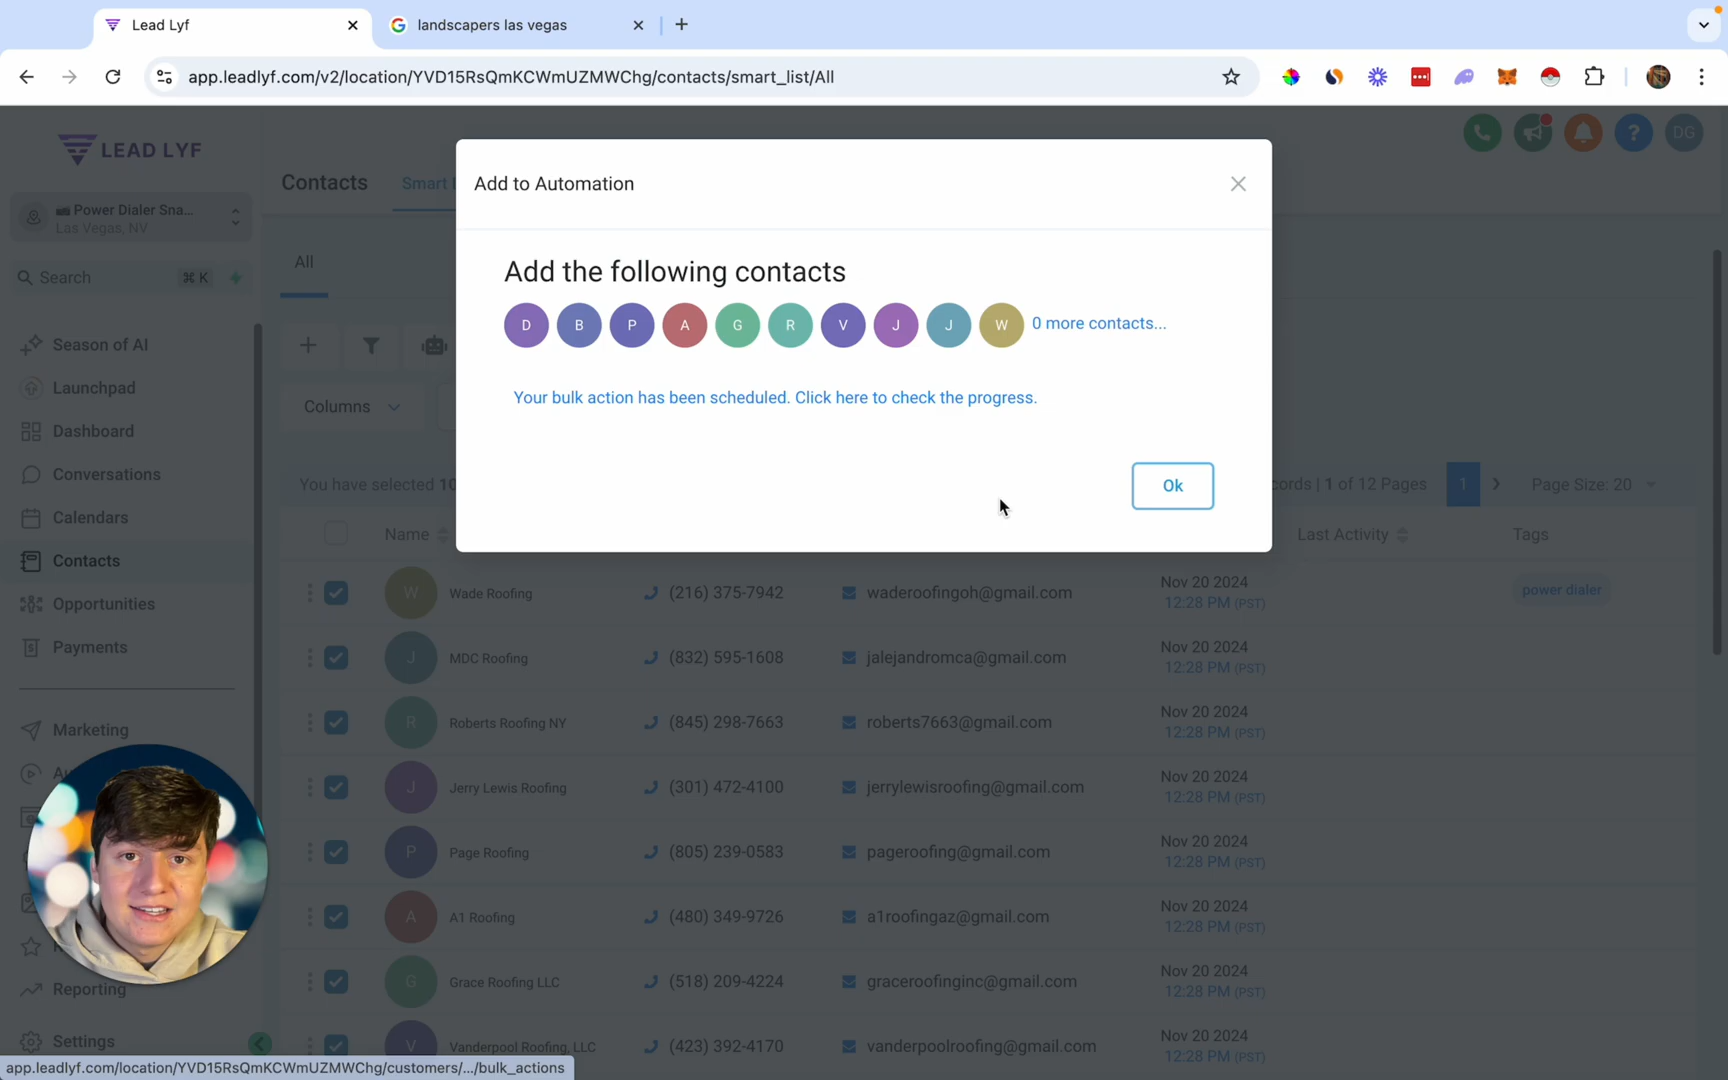 Lead Lyf
landscapers las vegas
app.leadlyf.com/v2/location/YVD15RsQmKCWmUZMWChg/contacts/smart_list/All
LEAD LYF
Contacts
Smart
DG
Power Dialer Sna...
Las Vegas, NV
Search
⌘ K
All
Add to Automation
Add the following contacts
D B P A G R V J J W 0 more contacts...
Your bulk action has been scheduled. Click here to check the progress.
Ok
Season of AI
Launchpad
Dashboard
Conversations
Calendars
Contacts
Opportunities
Payments
Marketing
Reporting
Settings
Columns
You have selected 10
cords | 1 of 12 Pages 1 Page Size: 20
Name Last Activity Tags
W Wade Roofing (216) 375-7942 waderoofingoh@gmail.com Nov 20 2024 power dialer
12:28 PM (PST)
J MDC Roofing (832) 595-1608 jalejandromca@gmail.com Nov 20 2024
12:28 PM (PST)
R Roberts Roofing NY (845) 298-7663 roberts7663@gmail.com Nov 20 2024
12:28 PM (PST)
J Jerry Lewis Roofing (301) 472-4100 jerrylewisroofing@gmail.com Nov 20 2024
12:28 PM (PST)
P Page Roofing (805) 239-0583 pageroofing@gmail.com Nov 20 2024
12:28 PM (PST)
A A1 Roofing (480) 349-9726 a1roofingaz@gmail.com Nov 20 2024
12:28 PM (PST)
G Grace Roofing LLC (518) 209-4224 graceroofinginc@gmail.com Nov 20 2024
12:28 PM (PST)
V Vanderpool Roofing, LLC (423) 392-4170 vanderpoolroofing@gmail.com Nov 20 2024
12:28 PM (PST)
app.leadlyf.com/location/YVD15RsQmKCWmUZMWChg/customers/.../bulk_actions